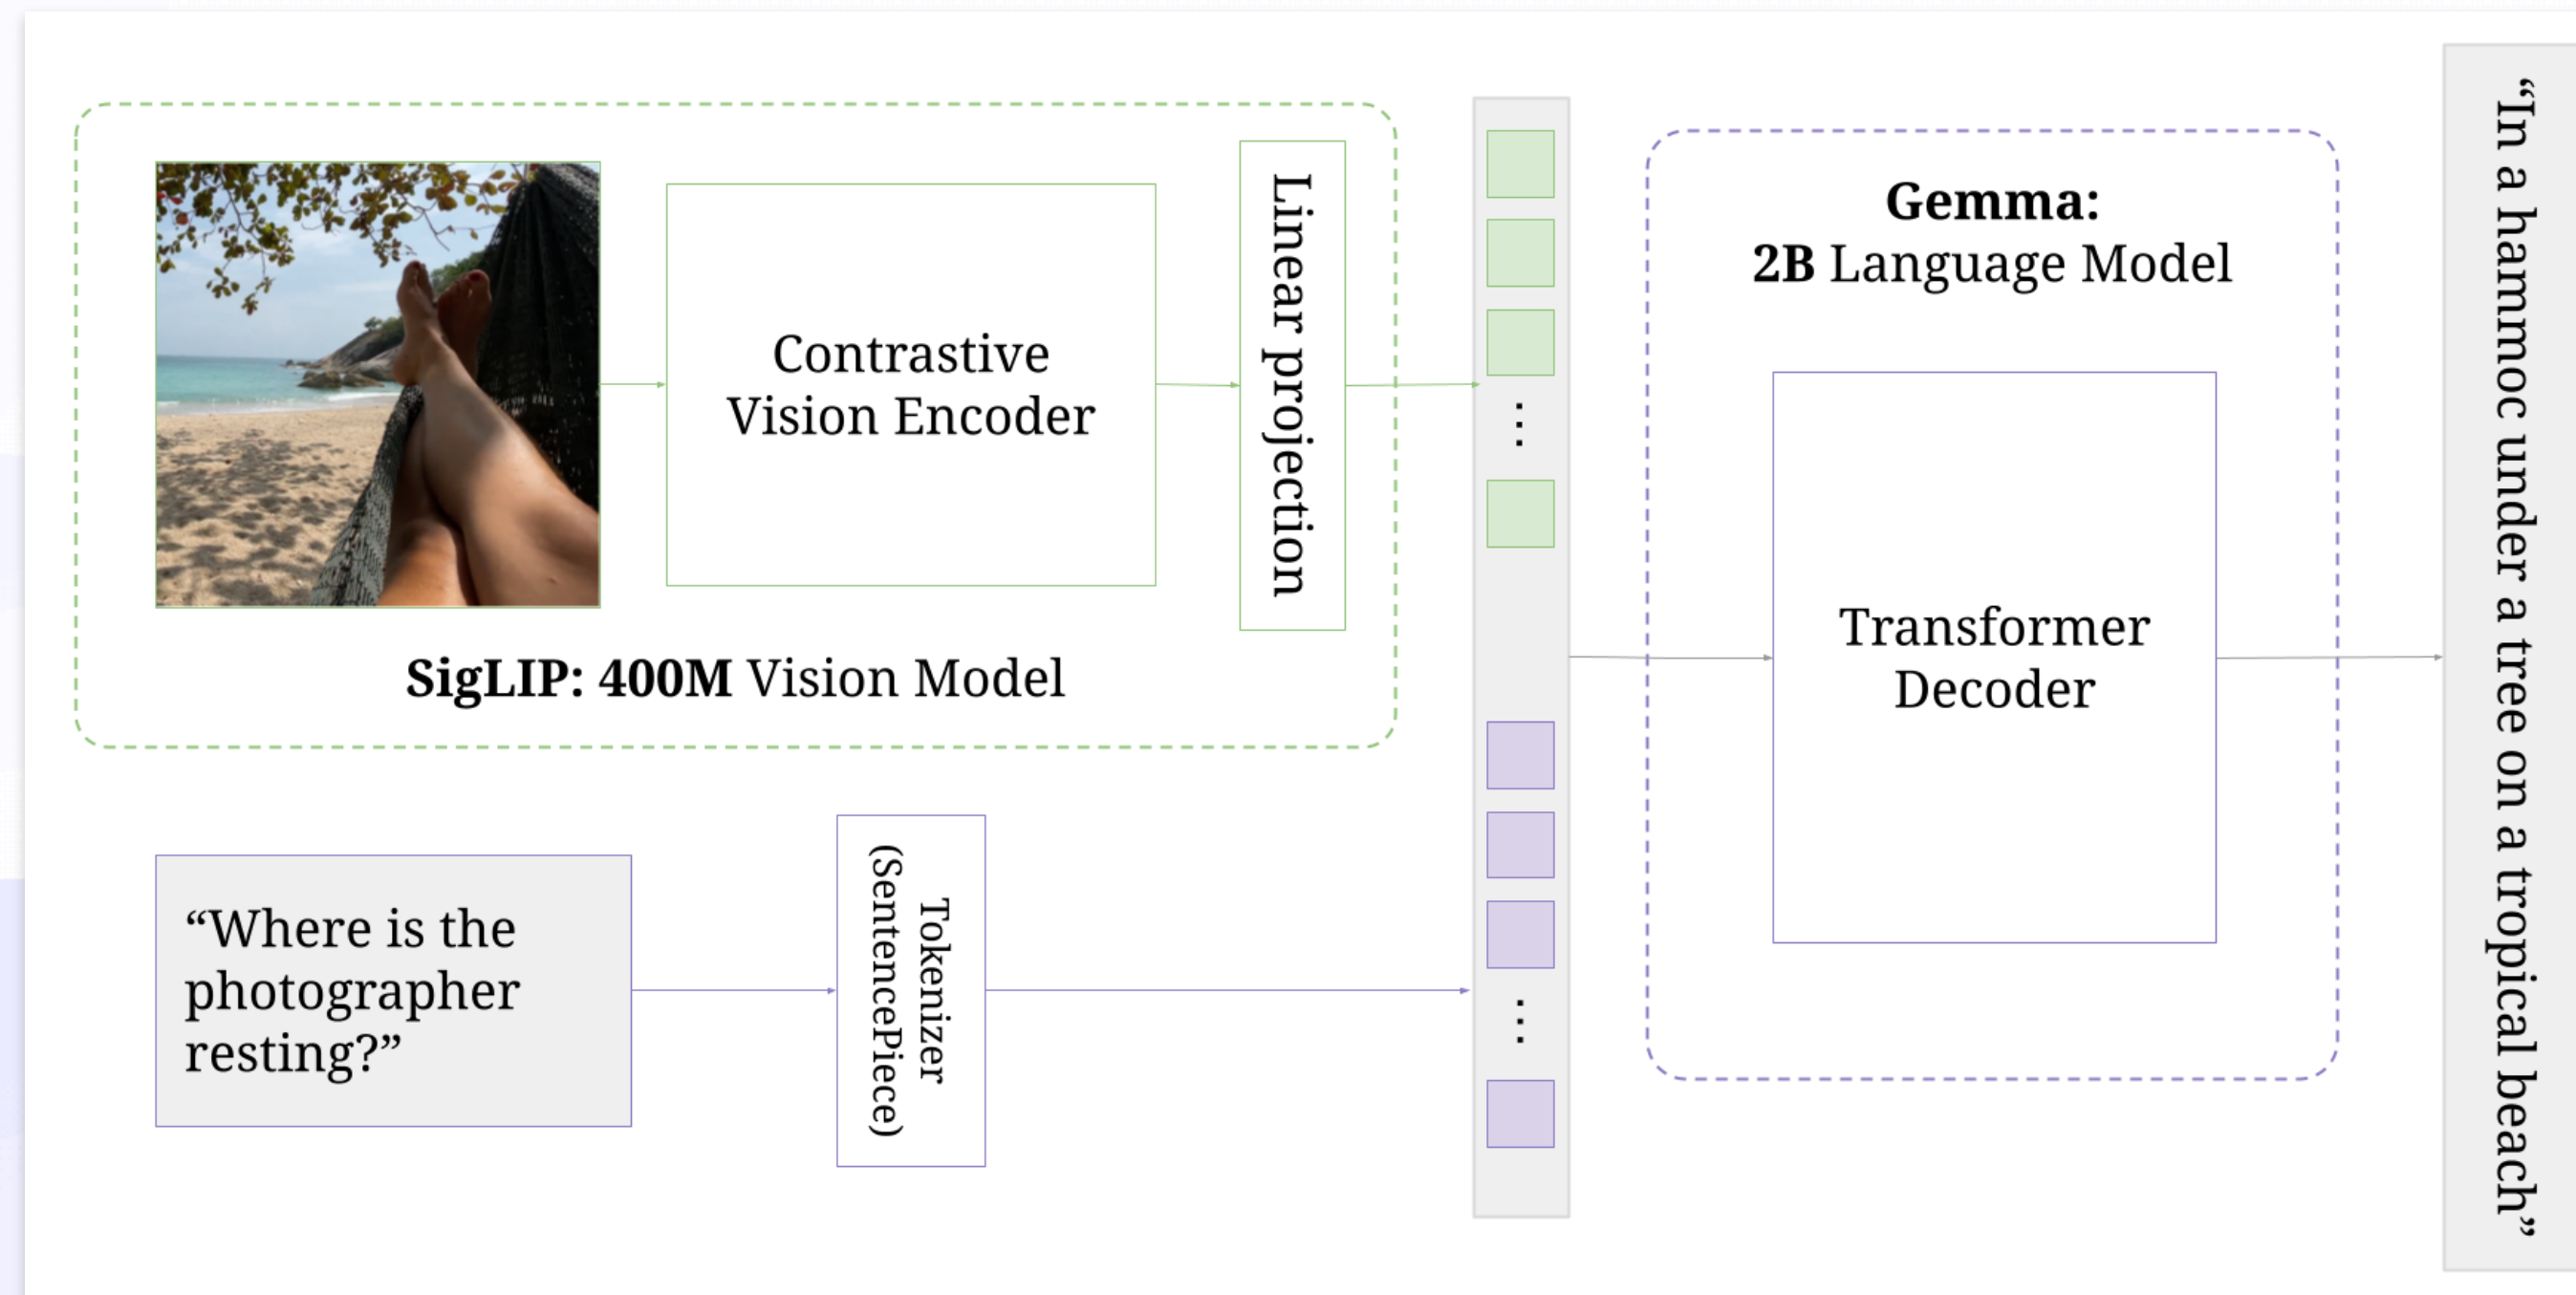 Contrastive
Vision Encoder
Linear projection
SigLIP: 400M Vision Model
“Where is the
photographer
resting?”
Tokenizer
(SentencePiece)
Gemma:
2B Language Model
Transformer
Decoder
“In a hammoc under a tree on a tropical beach”